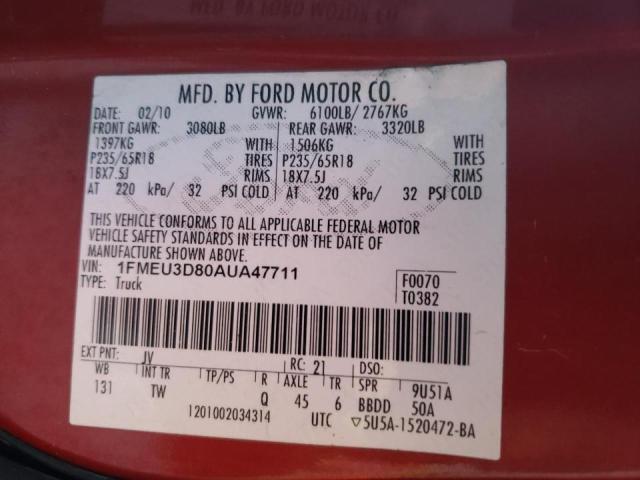 MFD. BY FORD MOTOR CO.
DATE: 02/10 GVWR: 6100LB/ 2767KG
FRONT GAWR: 3080LB REAR GAWR: 3320LB
1397KG WITH 1506KG WITH
P235/65R18 TIRES P235/65R18 TIRES
18X7.5J RIMS 18X7.5J RIMS
AT 220 kPa/ 32 PSI COLD AT 220 kPa/ 32 PSI COLD
THIS VEHICLE CONFORMS TO ALL APPLICABLE FEDERAL MOTOR
VEHICLE SAFETY STANDARDS IN EFFECT ON THE DATE OF
MANUFACTURE SHOWN ABOVE.
VIN: 1FMEU3D80AUA47711 F0070
TYPE: Truck T0382
EXT PNT: JV RC: 21 DSO:
WB INT TR TP/PS R AXLE TR SPR 9U51A
131 TW Q 45 6 BBDD 50A
1201002034314 UTC ▽5U5A-1520472-BA